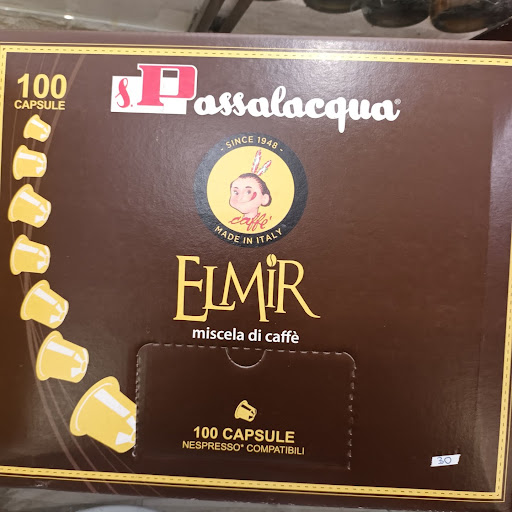 100
CAPSULE
S.Passalacqua®
- SINCE 1948 -
caffè
MADE IN ITALY
ELMIR
miscela di caffè
100 CAPSULE
NESPRESSO* COMPATIBILI
30